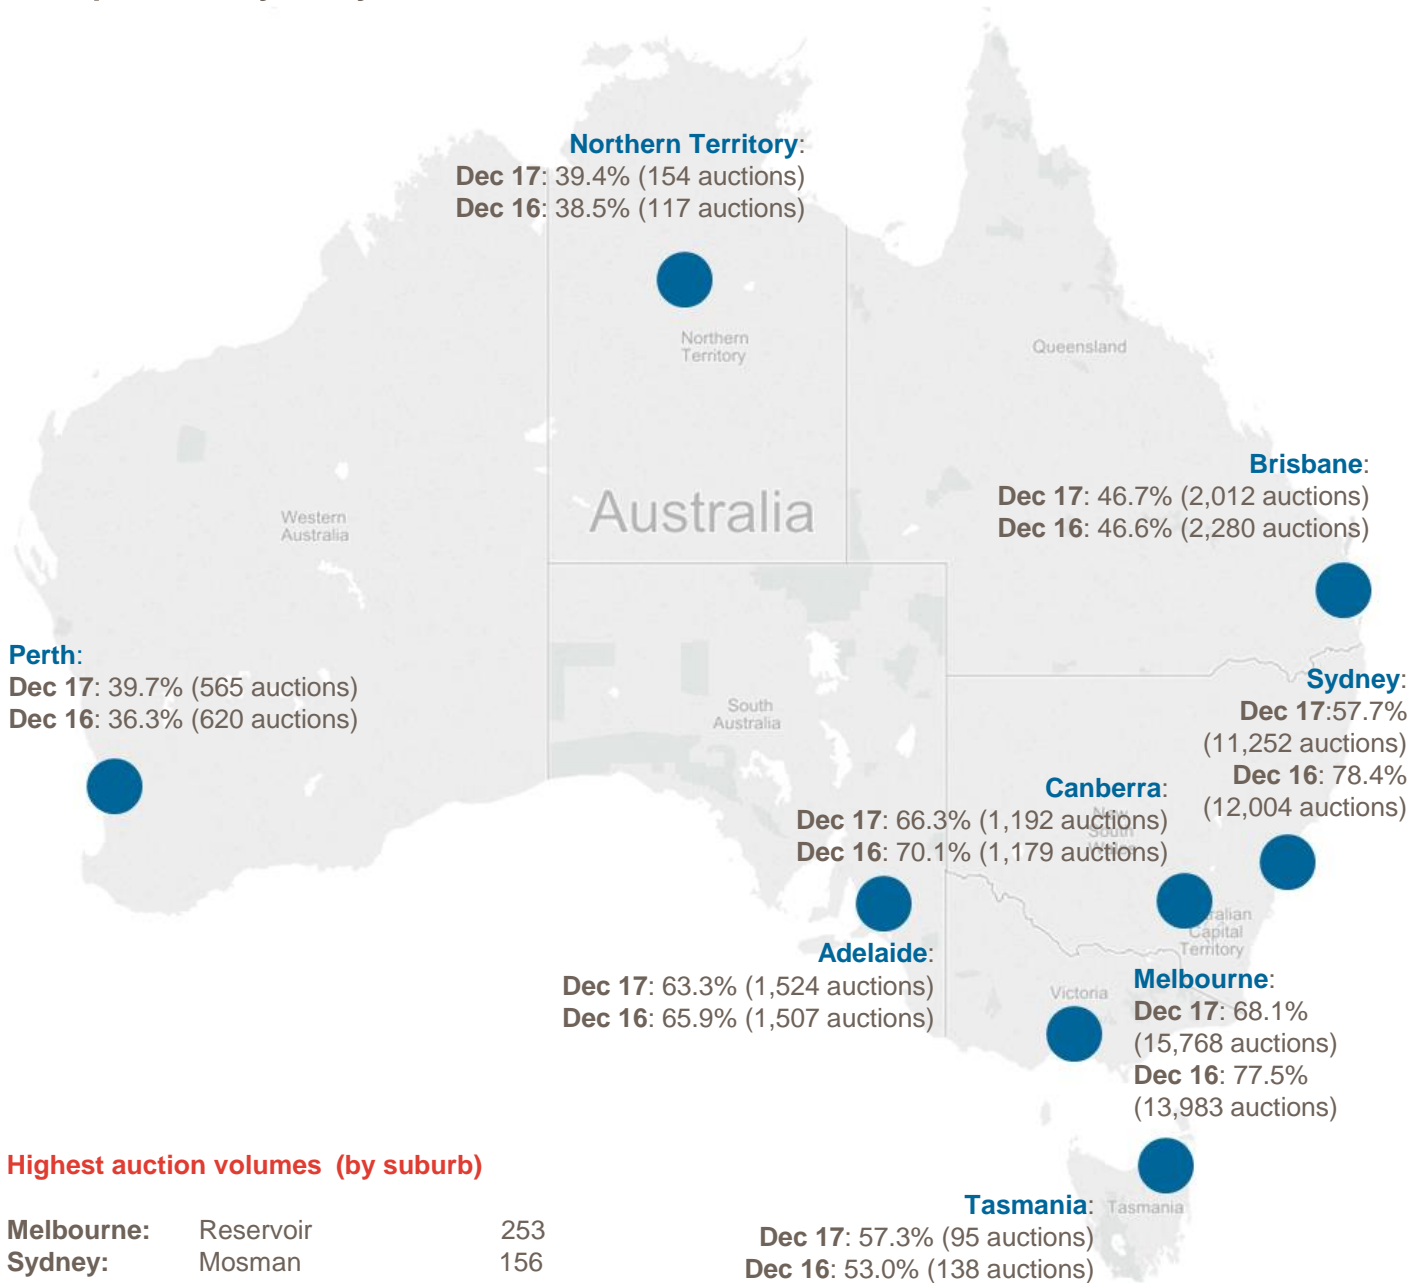 Northern Territory:
Dec 17: 39.4% (154 auctions)
Dec 16: 38.5% (117 auctions)
Northern
Territory
Queensland
Brisbane:
Dec 17: 46.7% (2,012 auctions)
Dec 16: 46.6% (2,280 auctions)
Australia
Western
Australia
Perth:
Dec 17: 39.7% (565 auctions)
Dec 16: 36.3% (620 auctions)
South
Australia
Sydney:
Dec 17:57.7%
(11,252 auctions)
Dec 16: 78.4%
(12,004 auctions)
Canberra:
Dec 17: 66.3% (1,192 auctions)
Dec 16: 70.1% (1,179 auctions)
New
South
Wales
ralian
Capital
Territory
Adelaide:
Dec 17: 63.3% (1,524 auctions)
Dec 16: 65.9% (1,507 auctions)
Victoria
Melbourne:
Dec 17: 68.1%
(15,768 auctions)
Dec 16: 77.5%
(13,983 auctions)
Highest auction volumes (by suburb)
Melbourne: Reservoir 253
Sydney: Mosman 156
Tasmania:
Dec 17: 57.3% (95 auctions)
Dec 16: 53.0% (138 auctions)
Tasmania